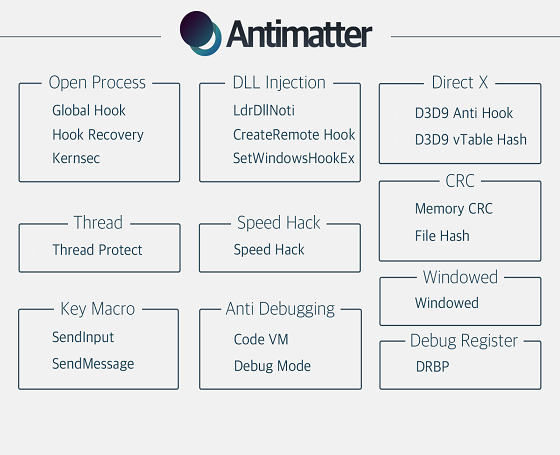 Antimatter
Open Process
Global Hook
Hook Recovery
Kernsec
DLL Injection
LdrDllNoti
CreateRemote Hook
SetWindowsHookEx
Direct X
D3D9 Anti Hook
D3D9 vTable Hash
CRC
Memory CRC
File Hash
Thread
Thread Protect
Speed Hack
Speed Hack
Windowed
Windowed
Key Macro
SendInput
SendMessage
Anti Debugging
Code VM
Debug Mode
Debug Register
DRBP